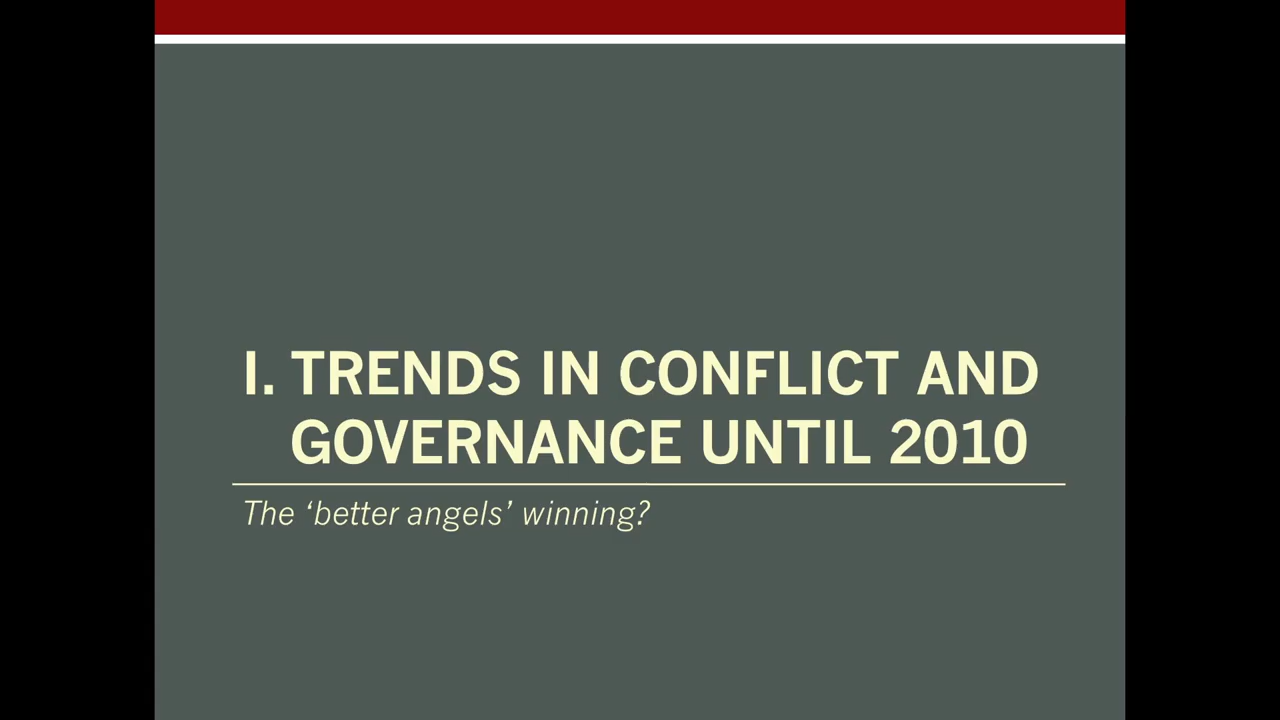 I. TRENDS IN CONFLICT AND
GOVERNANCE UNTIL 2010
The ‘better angels’ winning?